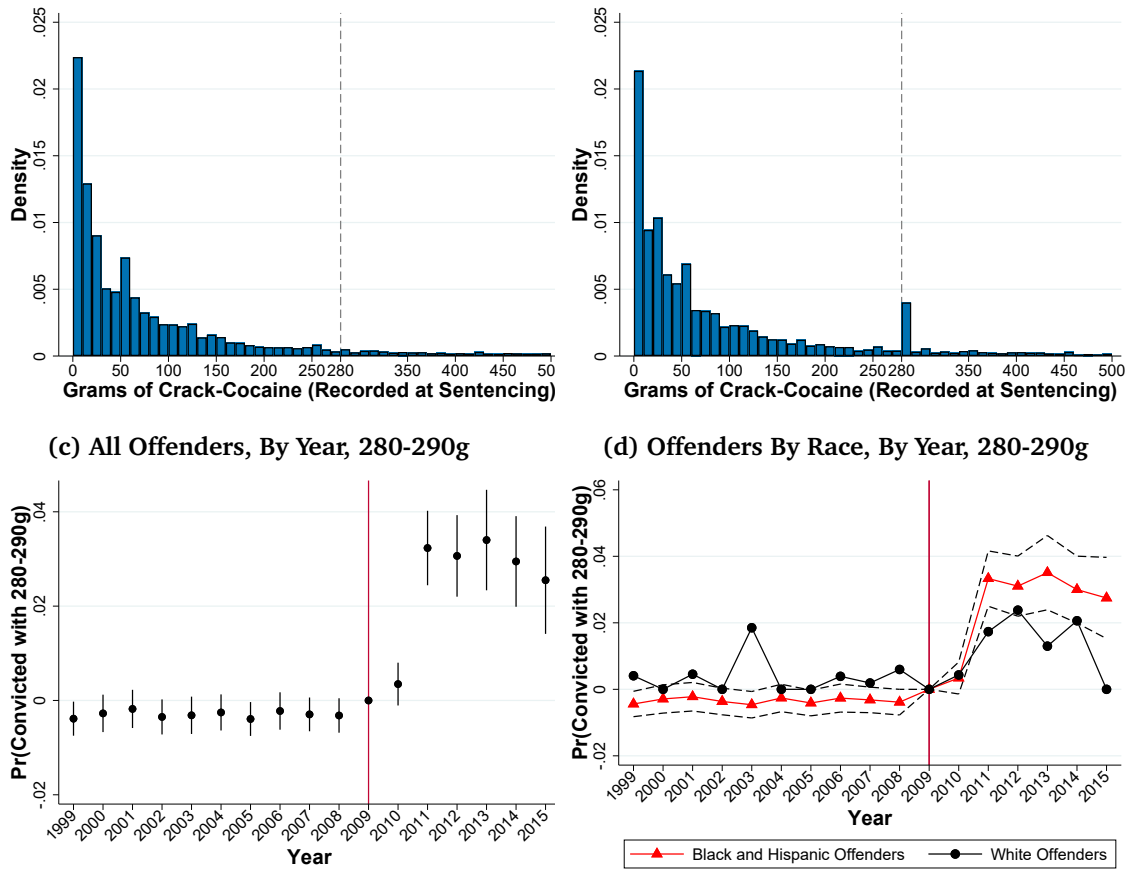 .025
.02
.015
.01
.005
0
Density
0 50 100 150 200 250 280 300 350 400 450 500
Grams of Crack-Cocaine (Recorded at Sentencing)
.025
.02
.015
.01
.005
0
Density
0 50 100 150 200 250 280 300 350 400 450 500
Grams of Crack-Cocaine (Recorded at Sentencing)
(c) All Offenders, By Year, 280-290g
.04
.02
0
-.02
Pr(Convicted with 280-290g)
1999 2000 2001 2002 2003 2004 2005 2006 2007 2008 2009 2010 2011 2012 2013 2014 2015
Year
(d) Offenders By Race, By Year, 280-290g
.06
.04
.02
0
-.02
Pr(Convicted with 280-290g)
1999 2000 2001 2002 2003 2004 2005 2006 2007 2008 2009 2010 2011 2012 2013 2014 2015
Year
Black and Hispanic Offenders White Offenders